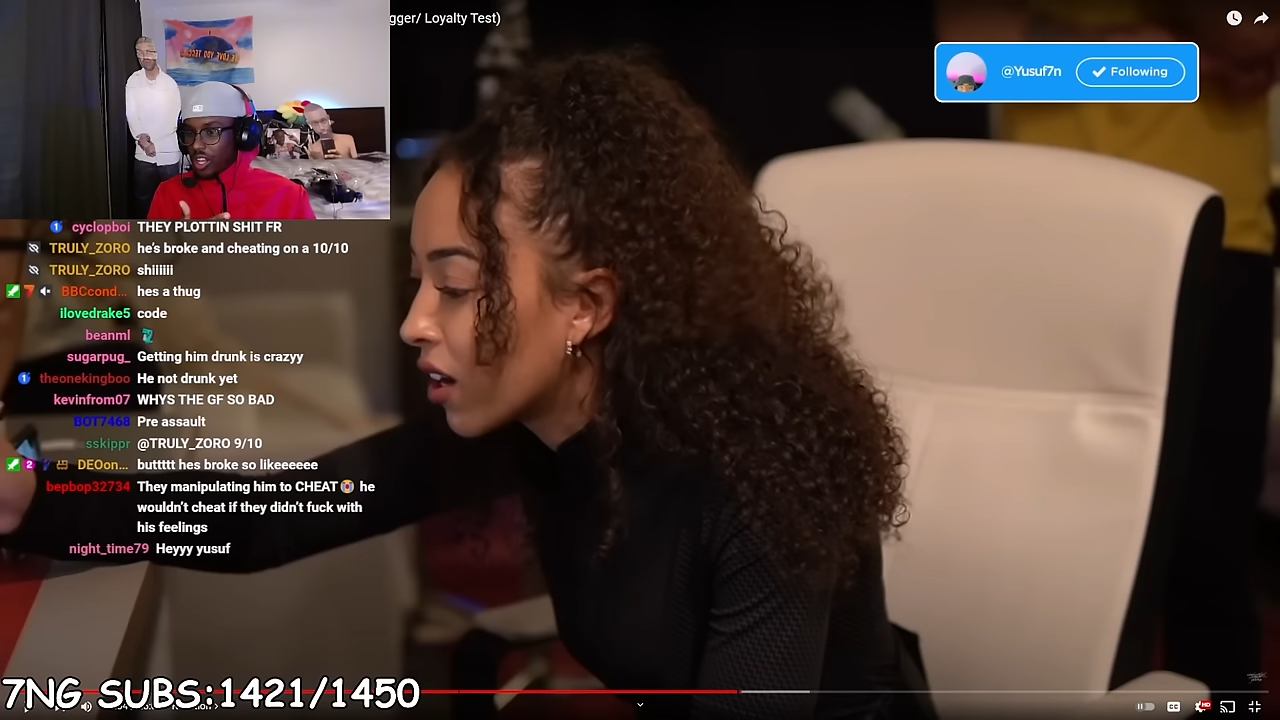 gger/ Loyalty Test)
@Yusuf7n
Following
cyclopboi THEY PLOTTIN SHIT FR
TRULY_ZORO he's broke and cheating on a 10/10
TRULY_ZORO shiiiiii
BBCcond... hes a thug
ilovedrake5 code
beanml
sugarpug_ Getting him drunk is crazyy
theonekingboo He not drunk yet
kevinfrom07 WHYS THE GF SO BAD
BOT7468 Pre assault
sskippr @TRULY_ZORO 9/10
DEOon... buttttt hes broke so likeeeeee
bepbop32734 They manipulating him to CHEAT he
wouldn't cheat if they didn't fuck with
his feelings
night_time79 Heyyy yusuf
7NG SUBS:1421/1450
CC
HD